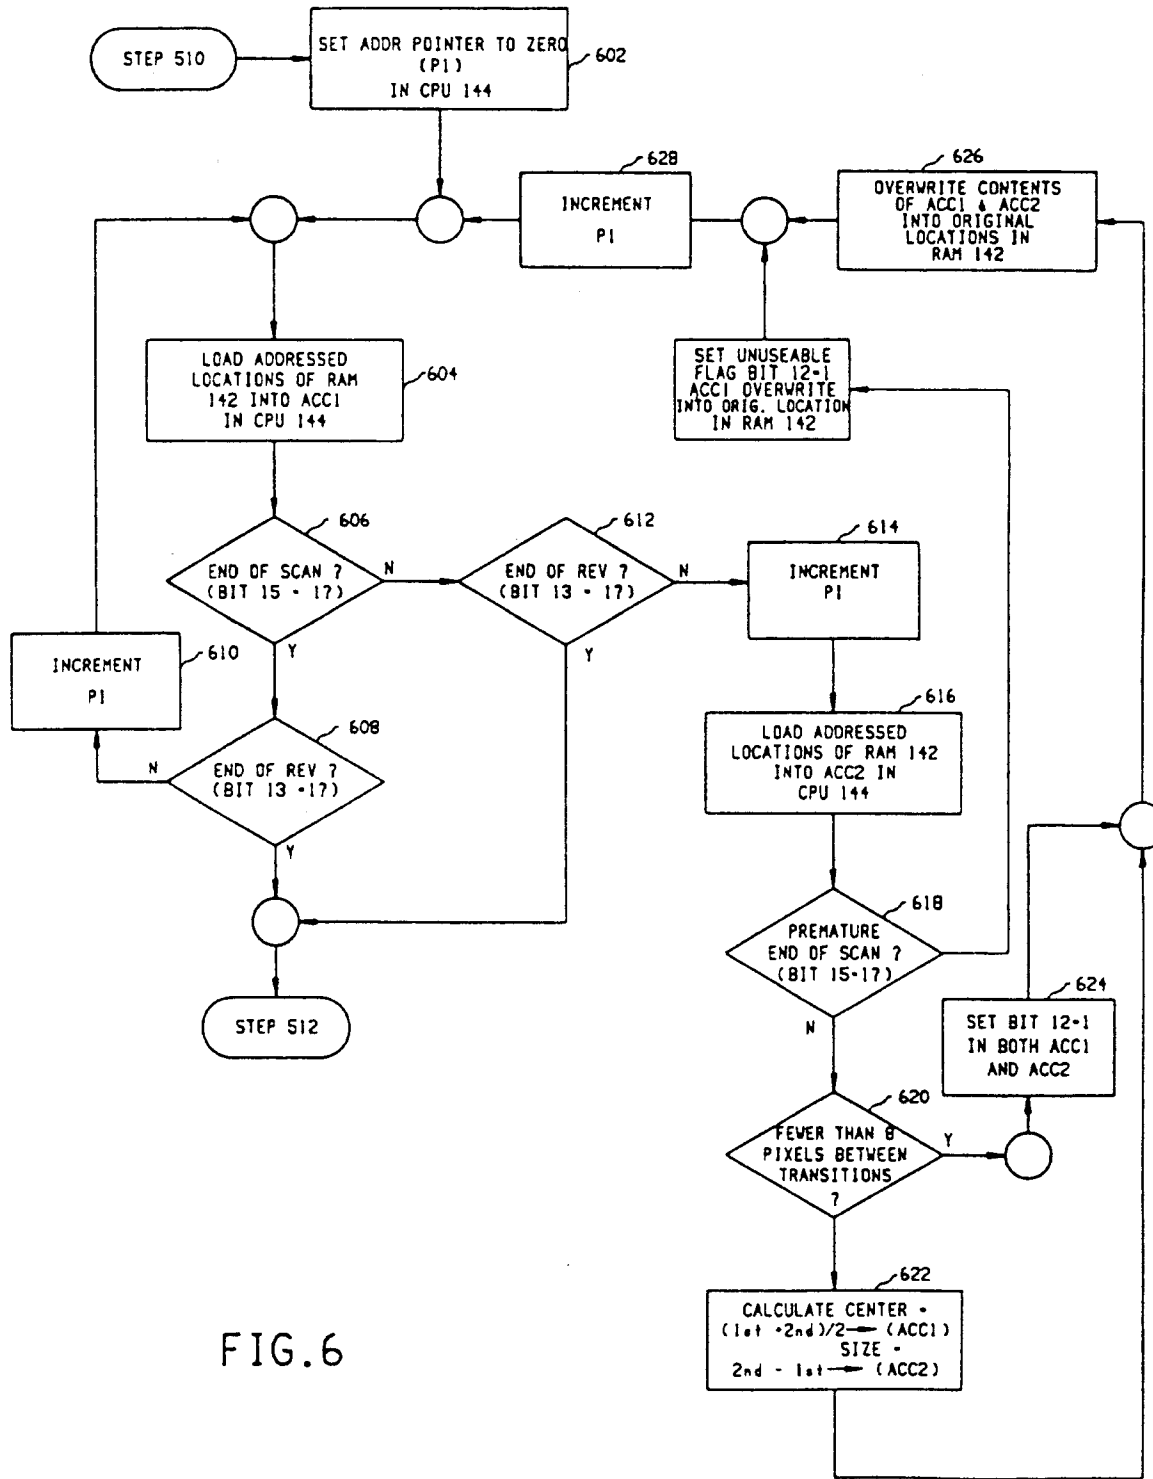 STEP 510
SET ADDR POINTER TO ZERO
(P1)
IN CPU 144
602
628
INCREMENT
P1
626
OVERWRITE CONTENTS
OF ACC1 & ACC2
INTO ORIGINAL
LOCATIONS IN
RAM 142
LOAD ADDRESSED
LOCATIONS OF RAM
142 INTO ACC1
IN CPU 144
604
SET UNUSEABLE
FLAG BIT 12-1
ACC1 OVERWRITE
INTO ORIG. LOCATION
IN RAM 142
606
END OF SCAN ?
(BIT 15 - 1?)
N
Y
612
END OF REV ?
(BIT 13 - 1?)
N
Y
614
INCREMENT
P1
610
INCREMENT
P1
608
END OF REV ?
(BIT 13 -1?)
N
Y
616
LOAD ADDRESSED
LOCATIONS OF RAM 142
INTO ACC2 IN
CPU 144
618
PREMATURE
END OF SCAN ?
(BIT 15-1?)
N
STEP 512
624
SET BIT 12-1
IN BOTH ACC1
AND ACC2
620
FEWER THAN 8
PIXELS BETWEEN
TRANSITIONS
?
Y
622
CALCULATE CENTER -
(1st -2nd)/2 → (ACC1)
SIZE -
2nd - 1st → (ACC2)
FIG.6